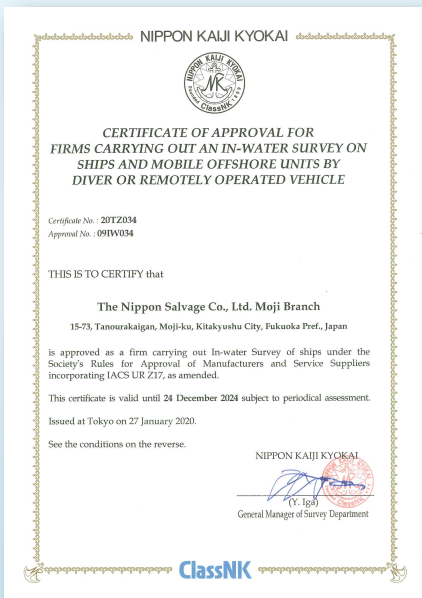 NIPPON KAIJI KYOKAI
NIPPON KAIJI KYOKAI
ClassNK
CERTIFICATE OF APPROVAL FOR
FIRMS CARRYING OUT AN IN-WATER SURVEY ON
SHIPS AND MOBILE OFFSHORE UNITS BY
DIVER OR REMOTELY OPERATED VEHICLE
Certificate No. : 20TZ034
Approval No. : 09IW034
THIS IS TO CERTIFY that
The Nippon Salvage Co., Ltd. Moji Branch
15-73, Tanourakaigan, Moji-ku, Kitakyushu City, Fukuoka Pref., Japan
is approved as a firm carrying out In-water Survey of ships under the
Society's Rules for Approval of Manufacturers and Service Suppliers
incorporating IACS UR Z17, as amended.
This certificate is valid until 24 December 2024 subject to periodical assessment.
Issued at Tokyo on 27 January 2020.
See the conditions on the reverse.
NIPPON KAIJI KYOKAI
(Y. Iga)
General Manager of Survey Department
ClassNK